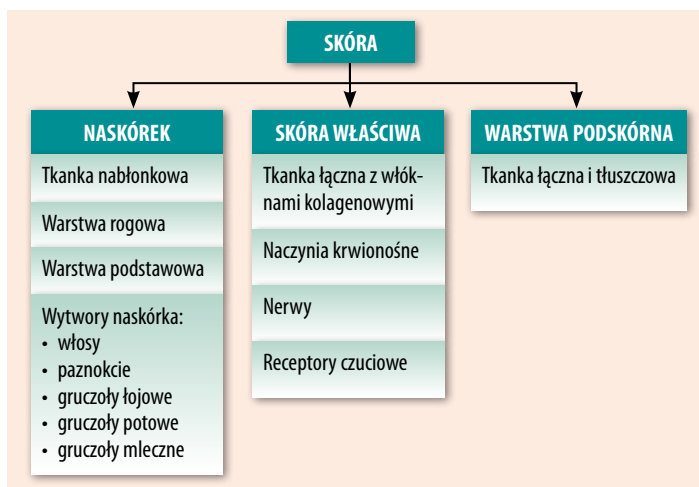 SKÓRA
NASKÓREK
Tkanka nabłonkowa
Warstwa rogowa
Warstwa podstawowa
Wytwory naskórka:
• włosy
• paznokcie
• gruczoły łojowe
• gruczoły potowe
• gruczoły mleczne
SKÓRA WŁAŚCIWA
Tkanka łączna z włók-
nami kolagenowymi
Naczynia krwionośne
Nerwy
Receptory czuciowe
WARSTWA PODSKÓRNA
Tkanka łączna i tłuszczowa